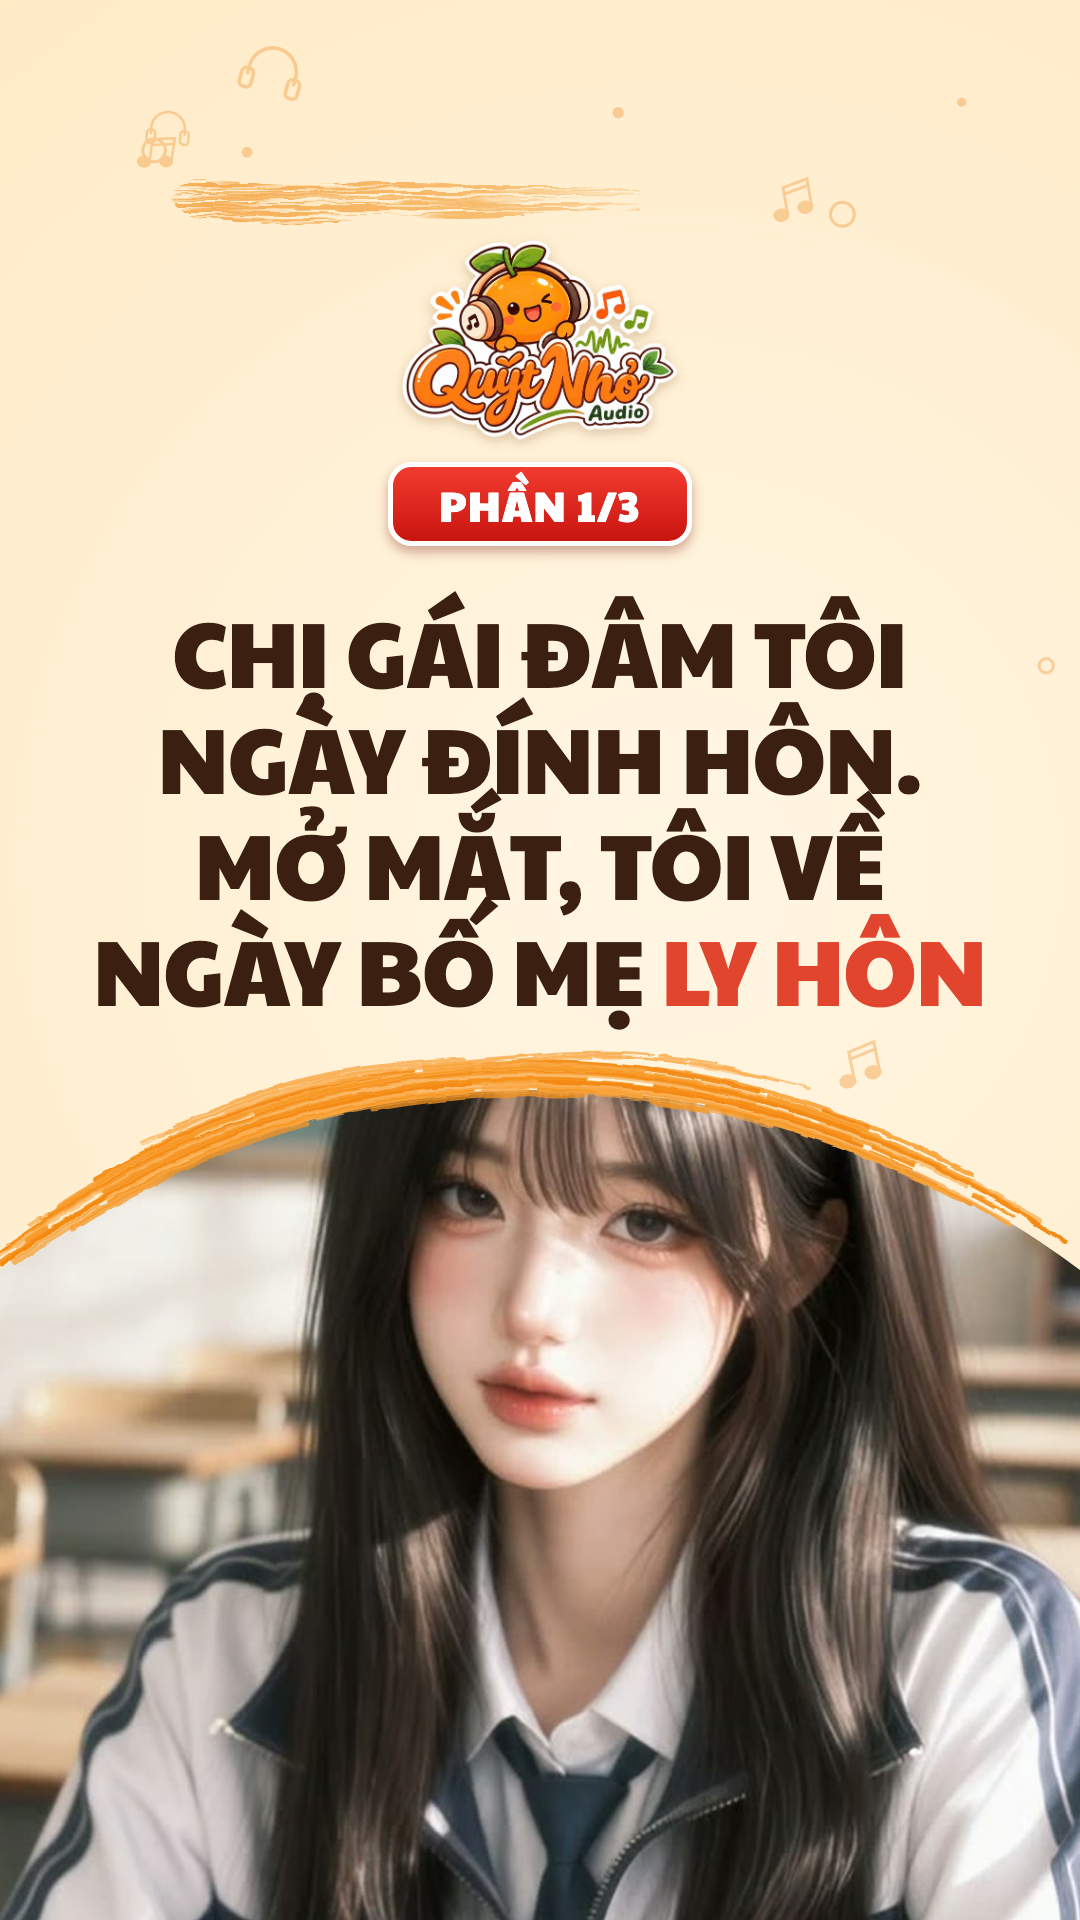 Quýt Nhỏ
Audio
PHẦN 1/3
CHỊ GÁI ĐÂM TÔI
NGÀY ĐÍNH HÔN.
MỞ MẮT, TÔI VỀ
NGÀY BỐ MẸ LY HÔN